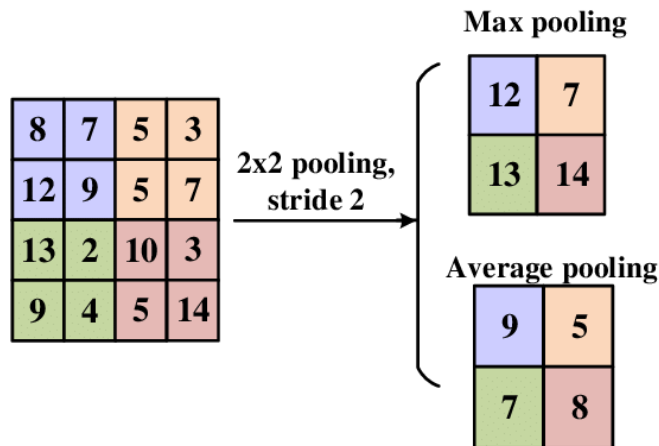 Max pooling
12 7
13 14
8 7 5 3
12 9 5 7
13 2 10 3
9 4 5 14
2x2 pooling,
stride 2
Average pooling
9 5
7 8